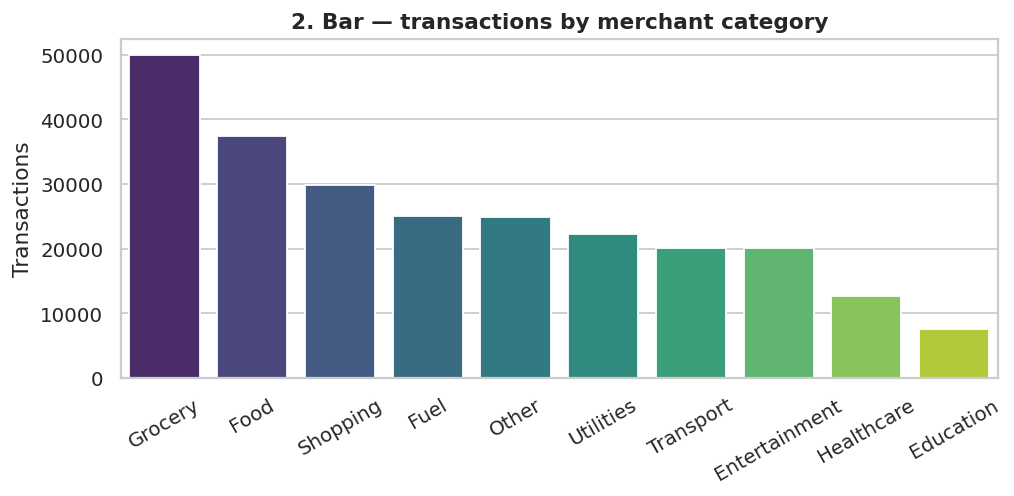 2. Bar — transactions by merchant category
Transactions
50000
40000
30000
20000
10000
0
Grocery
Food
Shopping
Fuel
Other
Utilities
Transport
Entertainment
Healthcare
Education